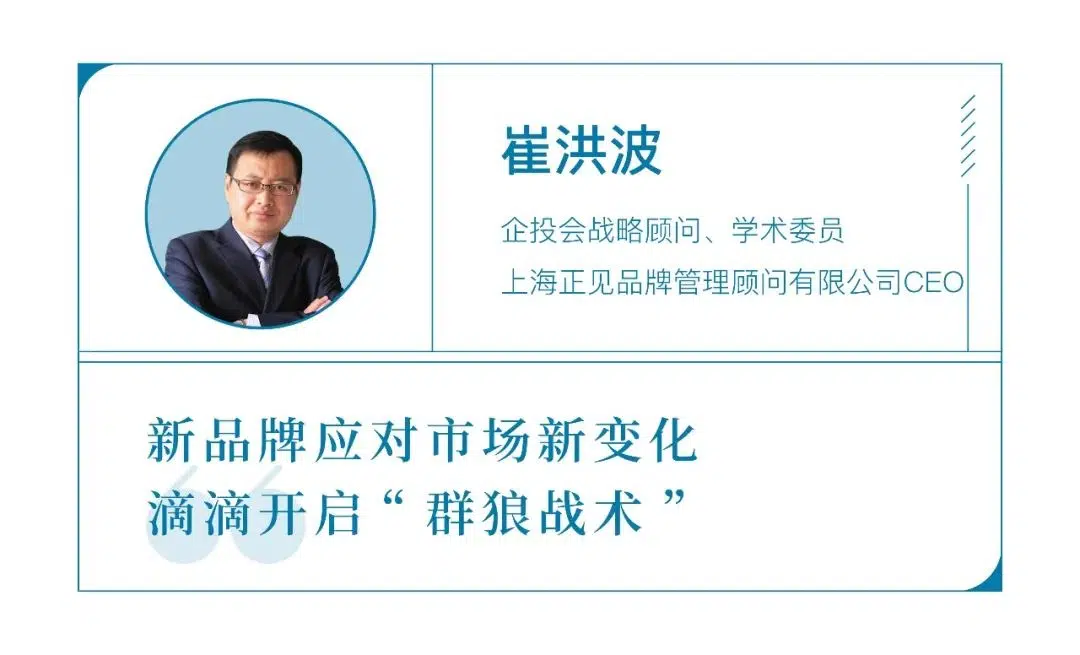 崔洪波
企投会战略顾问、学术委员
上海正见品牌管理顾问有限公司CEO
新品牌应对市场新变化
滴滴开启“群狼战术”